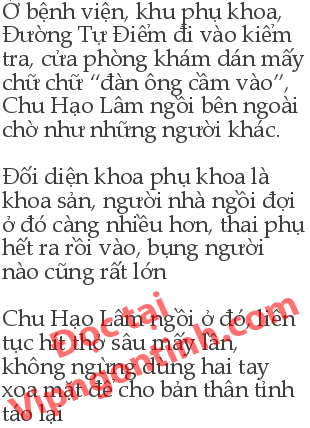 Ở bệnh viện, khu phụ khoa,
Đường Tự Điểm đi vào kiểm
tra, cửa phòng khám dán mấy
chữ chữ “đàn ông cầm vào”,
Chu Hạo Lâm ngồi bên ngoài
chờ như những người khác.
Đối diện khoa phụ khoa là
khoa sản, người nhà ngồi đợi
ở đó càng nhiều hơn, thai phụ
hết ra rồi vào, bụng người
nào cũng rất lớn
Chu Hạo Lâm ngồi ở đó, liên
tục hít thở sâu mấy lần,
không ngừng dùng hai tay
xoa mặt để cho bản thân tỉnh
táo lại
Đọc tại
Vipngontinh.com